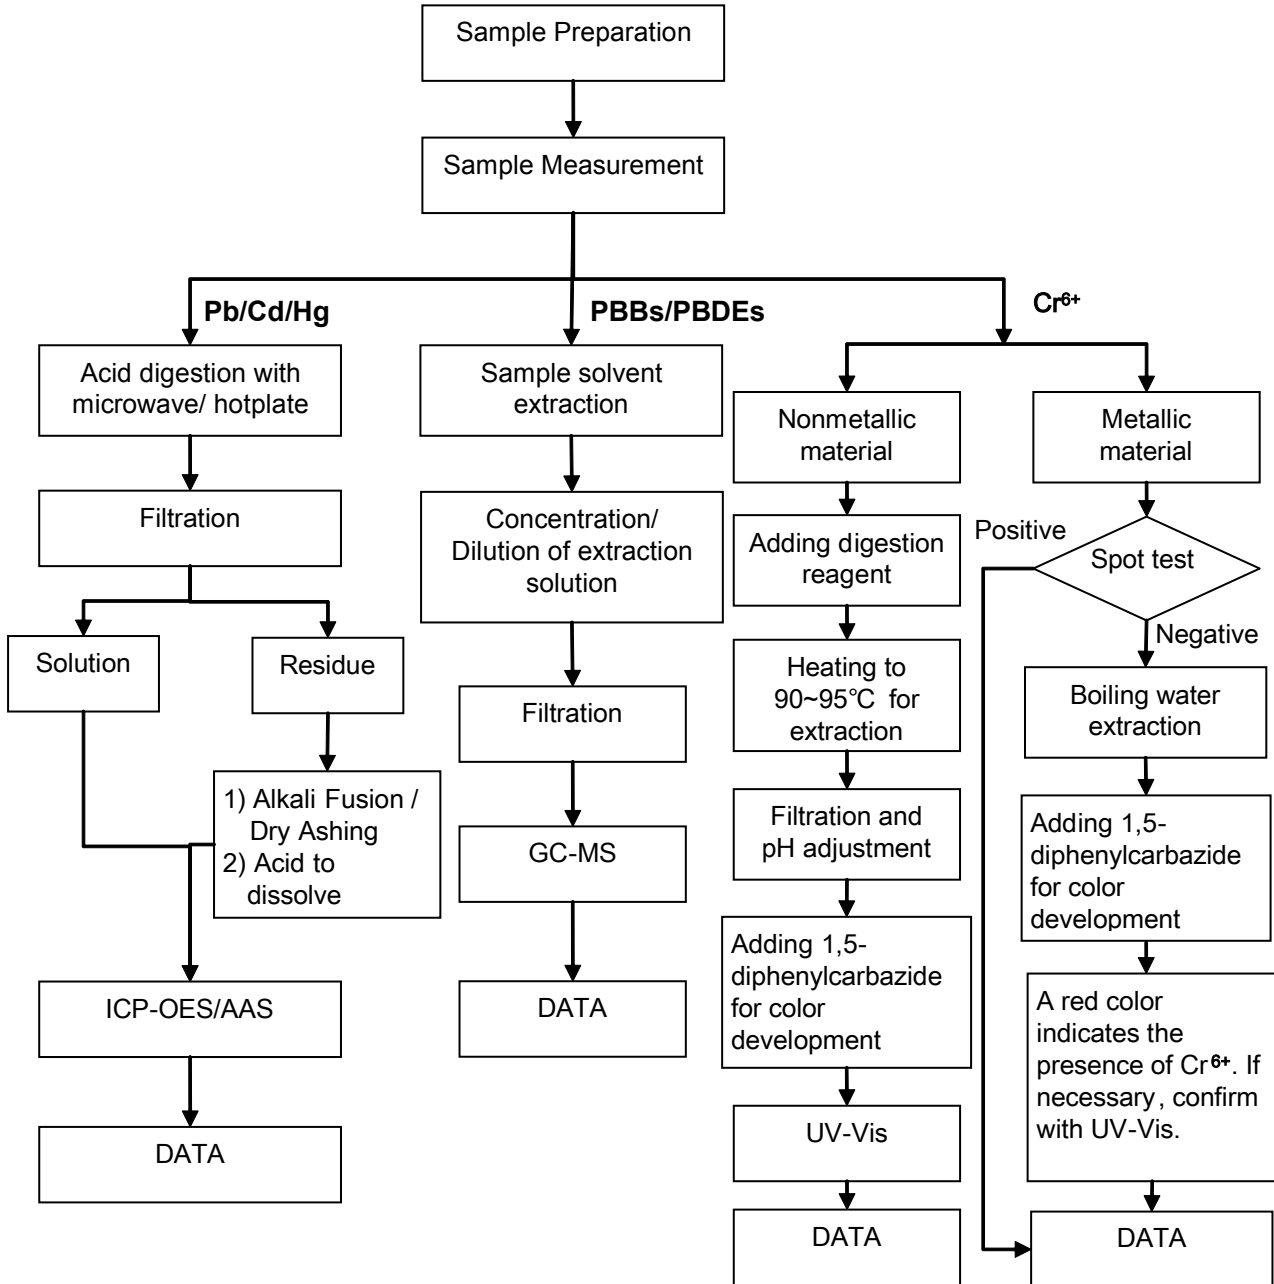 Sample Preparation
Sample Measurement
Pb/Cd/Hg
PBBs/PBDEs
Cr⁶⁺
Acid digestion with
microwave/ hotplate
Filtration
Solution
Residue
1) Alkali Fusion /
Dry Ashing
2) Acid to
dissolve
ICP-OES/AAS
DATA
Sample solvent
extraction
Concentration/
Dilution of extraction
solution
Filtration
GC-MS
DATA
Nonmetallic
material
Adding digestion
reagent
Heating to
90~95℃ for
extraction
Filtration and
pH adjustment
Adding 1,5-
diphenylcarbazide
for color
development
UV-Vis
DATA
Metallic
material
Positive
Spot test
Negative
Boiling water
extraction
Adding 1,5-
diphenylcarbazide
for color
development
A red color
indicates the
presence of Cr⁶⁺. If
necessary, confirm
with UV-Vis.
DATA